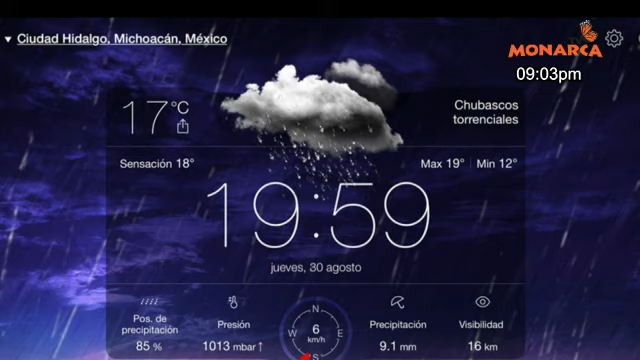 Ciudad Hidalgo, Michoacán, México
MONARCA
09:03pm
17°C
Chubascos
torrenciales
Sensación 18°
Max 19° Min 12°
19:59
jueves, 30 agosto
Pos. de
precipitación
85 %
Presión
1013 mbar↑
N
W E
S
6
km/h
Precipitación
9.1 mm
Visibilidad
16 km